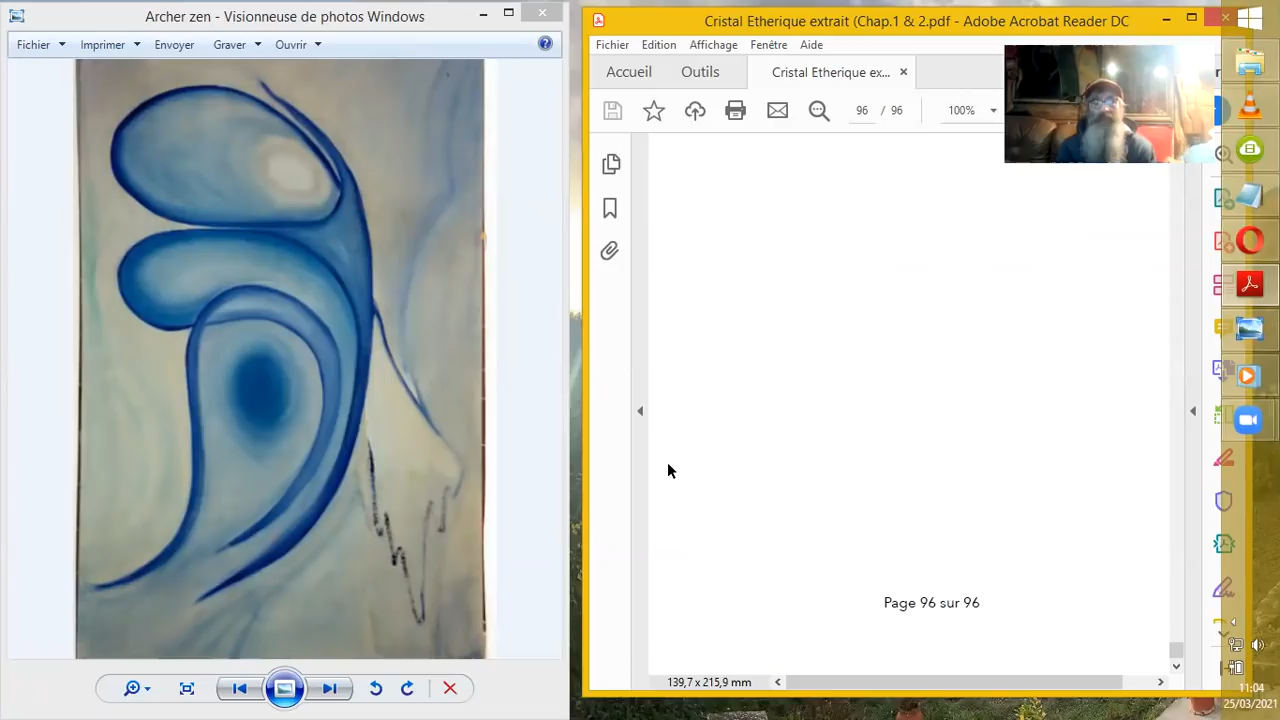 Archer zen - Visionneuse de photos Windows
Fichier Imprimer Envoyer Graver Ouvrir
Cristal Etherique extrait (Chap.1 & 2.pdf - Adobe Acrobat Reader DC
Fichier Edition Affichage Fenêtre Aide
Accueil Outils Cristal Etherique ex...
96 / 96 100%
Page 96 sur 96
139,7 x 215,9 mm
11:04
25/03/2021